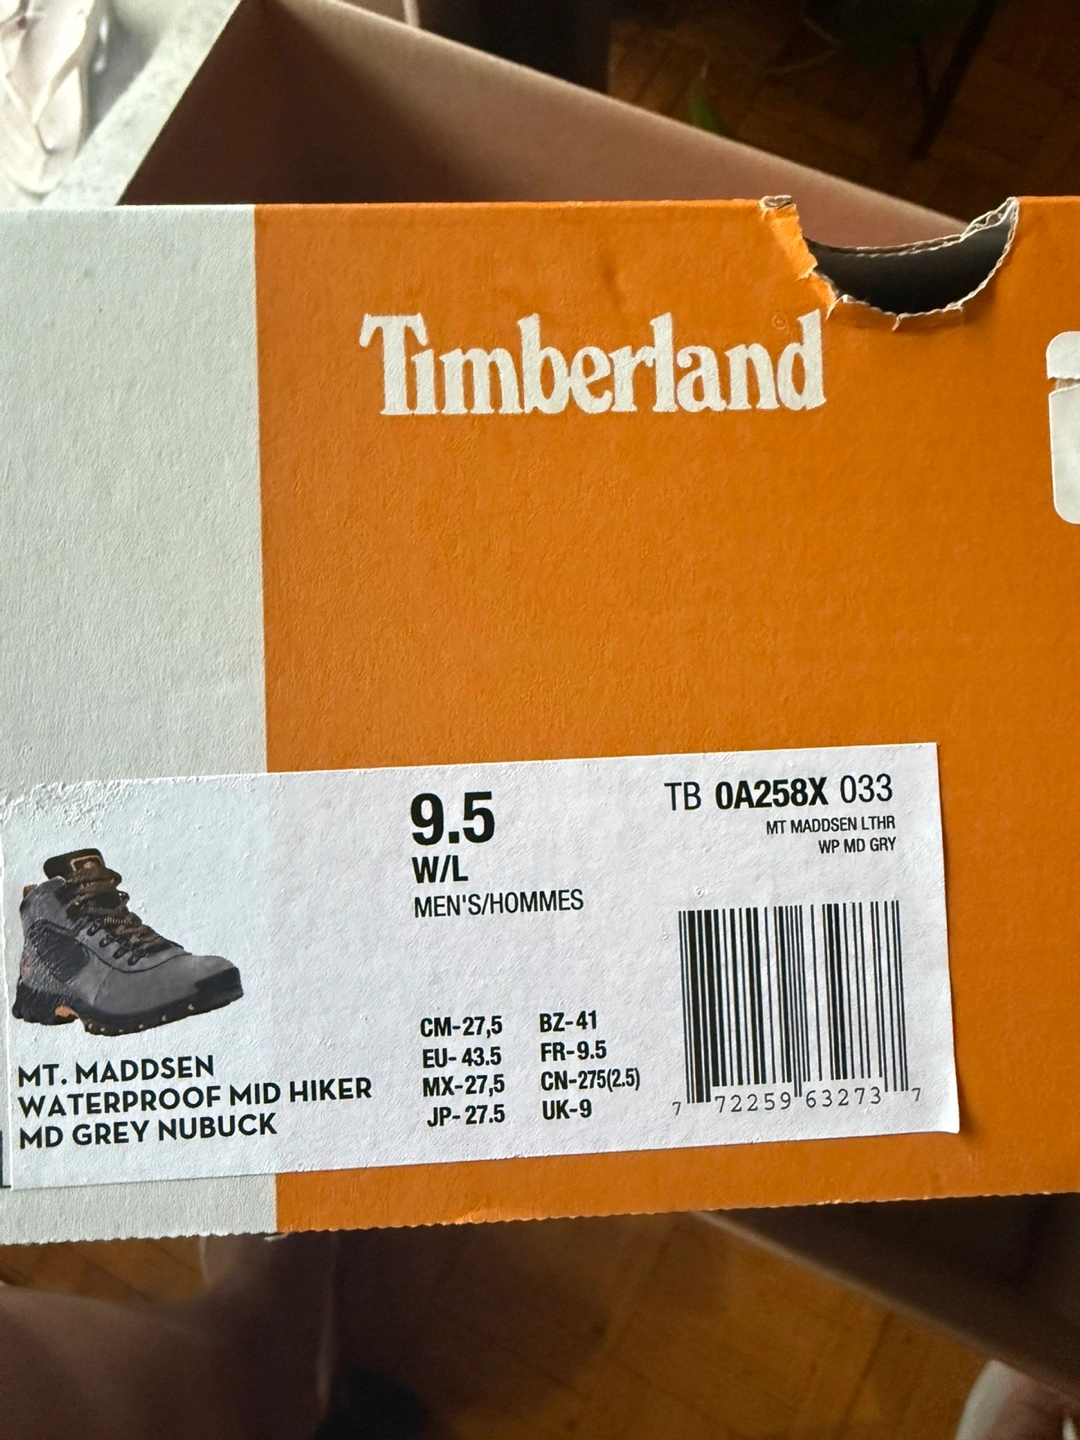 Timberland
9.5
W/L
MEN'S/HOMMES
TB 0A258X 033
MT MADDSEN LTHR
WP MD GRY
CM-27,5 BZ-41
EU- 43.5 FR-9.5
MX-27,5 CN-275(2.5)
JP-27.5 UK-9
7 72259 63273 7
MT. MADDSEN
WATERPROOF MID HIKER
MD GREY NUBUCK